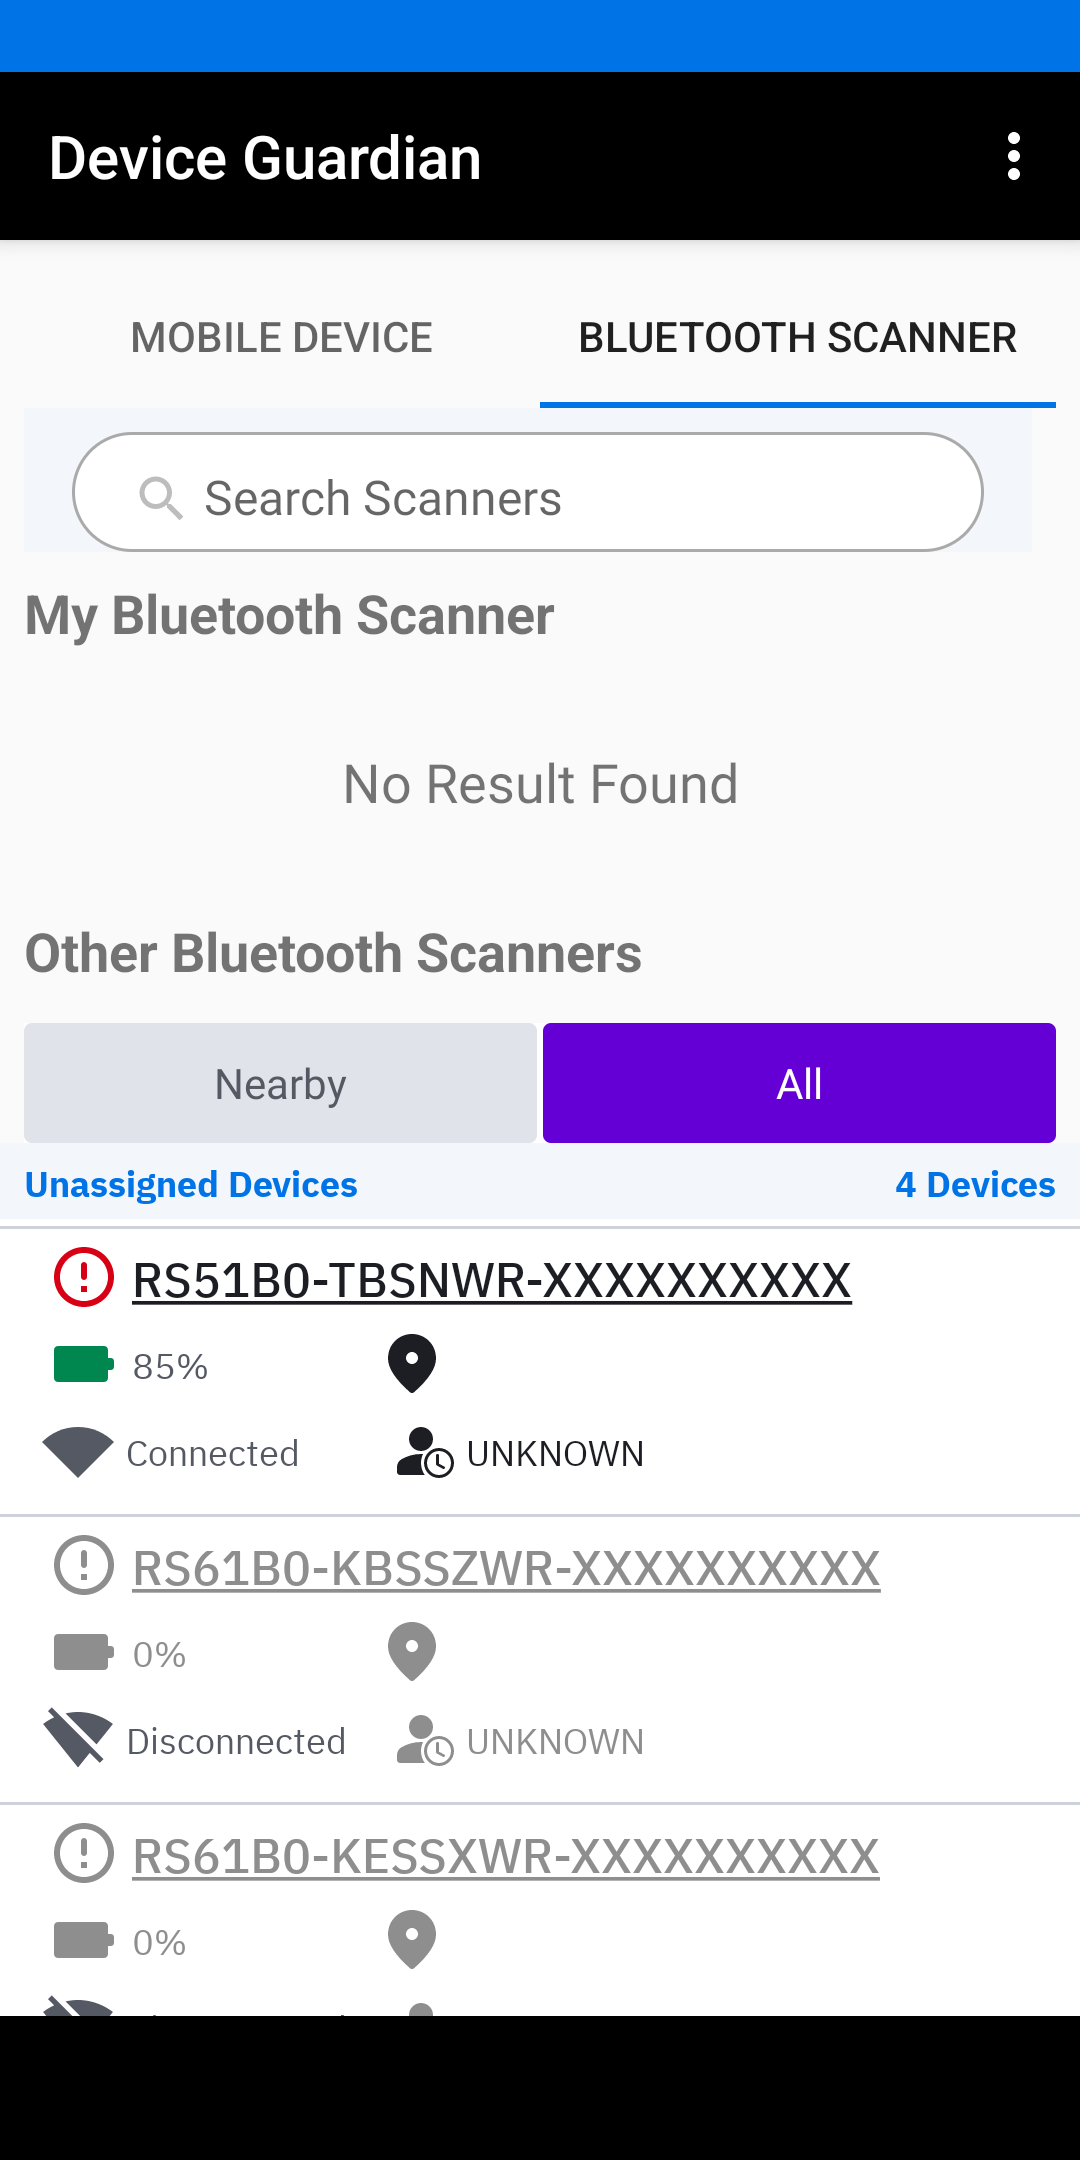 Device Guardian
MOBILE DEVICE BLUETOOTH SCANNER
Search Scanners
My Bluetooth Scanner
No Result Found
Other Bluetooth Scanners
Nearby All
Unassigned Devices 4 Devices
RS51B0-TBSNWR-XXXXXXXXXX
85%
Connected UNKNOWN
RS61B0-KBSSZWR-XXXXXXXXXX
0%
Disconnected UNKNOWN
RS61B0-KESSXWR-XXXXXXXXXX
0%